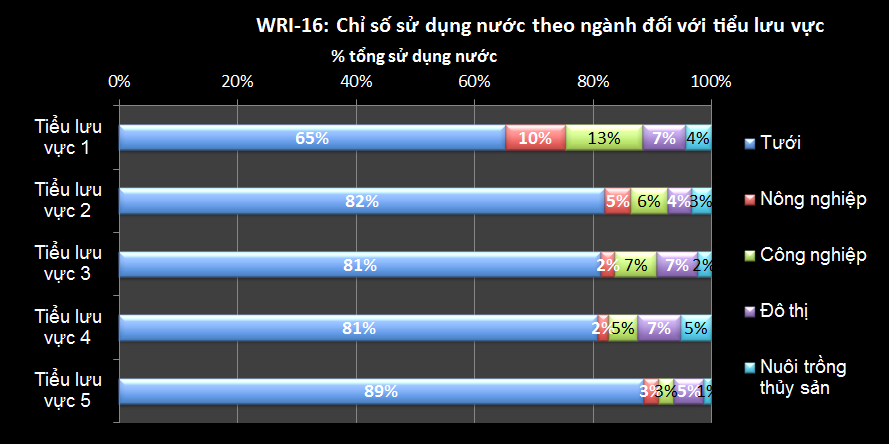 WRI-16: Chỉ số sử dụng nước theo ngành đối với tiểu lưu vực
% tổng sử dụng nước
0% 20% 40% 60% 80% 100%
Tiểu lưu
vực 1
65% 10% 13% 7% 4%
Tiểu lưu
vực 2
82% 5% 6% 4% 3%
Tiểu lưu
vực 3
81% 2% 7% 7% 2%
Tiểu lưu
vực 4
81% 2% 5% 7% 5%
Tiểu lưu
vực 5
89% 3% 3% 5% 1%
Tưới
Nông nghiệp
Công nghiệp
Đô thị
Nuôi trồng
thủy sản